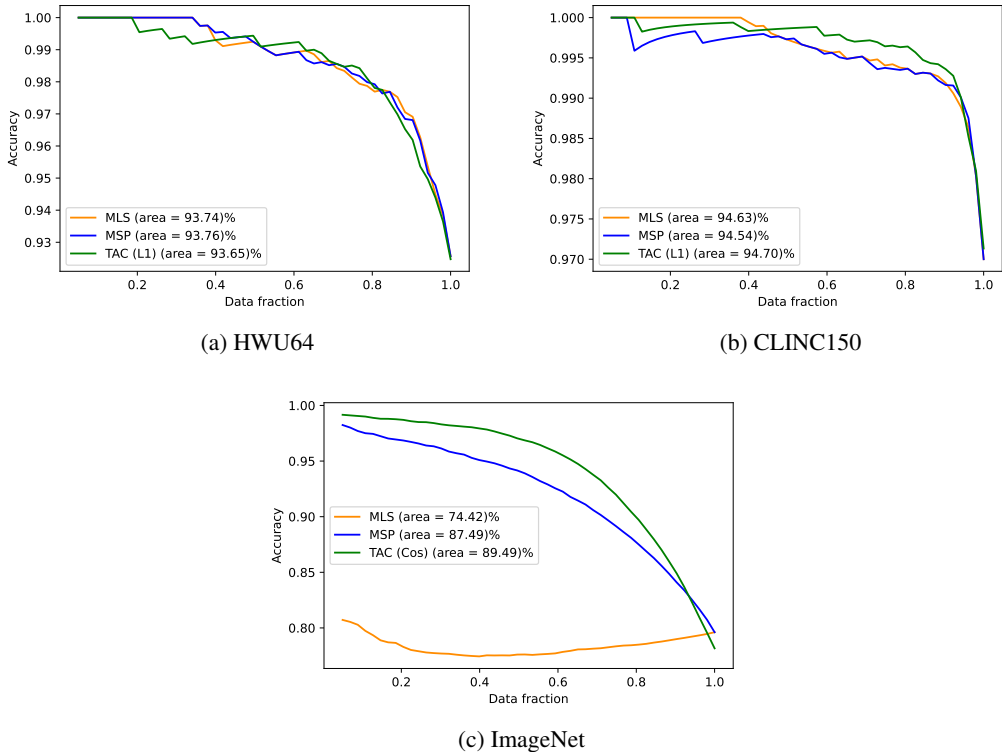 1.00
0.99
0.98
0.97
0.96
0.95
0.94
0.93
Accuracy
MLS (area = 93.74)%
MSP (area = 93.76)%
TAC (L1) (area = 93.65)%
0.2 0.4 0.6 0.8 1.0
Data fraction
(a) HWU64
1.000
0.995
0.990
0.985
0.980
0.975
0.970
Accuracy
MLS (area = 94.63)%
MSP (area = 94.54)%
TAC (L1) (area = 94.70)%
0.2 0.4 0.6 0.8 1.0
Data fraction
(b) CLINC150
1.00
0.95
0.90
0.85
0.80
Accuracy
MLS (area = 74.42)%
MSP (area = 87.49)%
TAC (Cos) (area = 89.49)%
0.2 0.4 0.6 0.8 1.0
Data fraction
(c) ImageNet